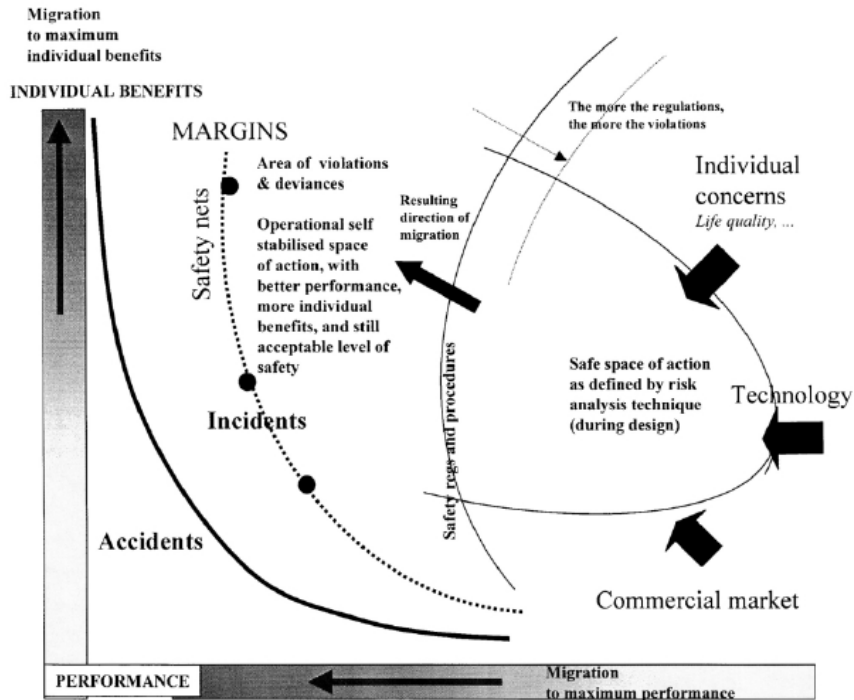 Migration
to maximum
individual benefits
INDIVIDUAL BENEFITS
MARGINS
Safety nets
Area of violations
& deviances
Operational self
stabilised space
of action, with
better performance,
more individual
benefits, and still
acceptable level of
safety
Incidents
Accidents
Resulting
direction of
migration
The more the regulations,
the more the violations
Individual
concerns
Life quality, ...
Safety regs and procedures
Safe space of action
as defined by risk
analysis technique
(during design)
Technology
Commercial market
PERFORMANCE
Migration
to maximum performance